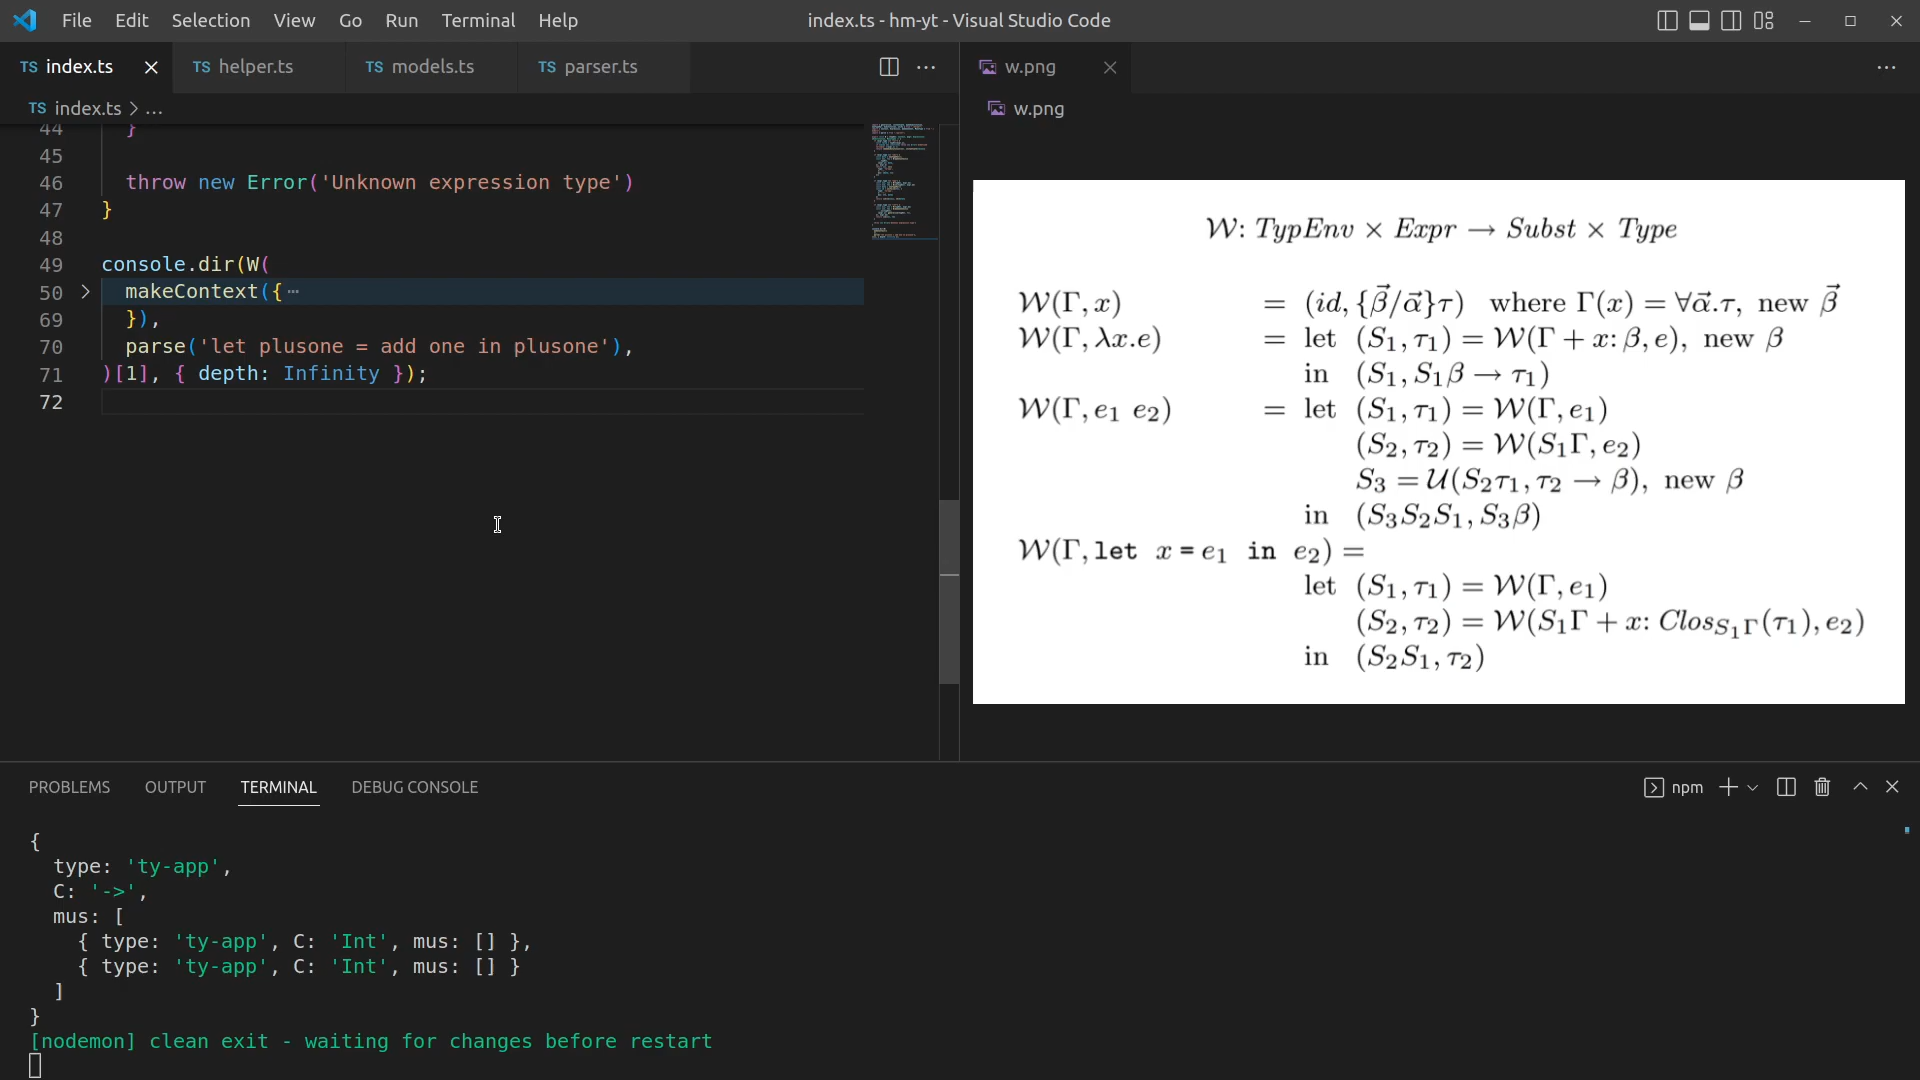 File Edit Selection View Go Run Terminal Help
index.ts - hm-yt - Visual Studio Code
TS index.ts
TS helper.ts
TS models.ts
TS parser.ts
TS index.ts > ...
44 }
45
46 throw new Error('Unknown expression type')
47 }
48
49 console.dir(W(
50 makeContext({ ⋯
69 }),
70 parse('let plusone = add one in plusone'),
71 )[1], { depth: Infinity });
72
w.png
w.png
𝒲: TypEnv × Expr → Subst × Type
𝒲(Γ, x) = (id, {β⃗/α⃗}τ) where Γ(x) = ∀α⃗.τ, new β⃗
𝒲(Γ, λx.e) = let (S₁, τ₁) = 𝒲(Γ + x: β, e), new β
in (S₁, S₁β → τ₁)
𝒲(Γ, e₁ e₂) = let (S₁, τ₁) = 𝒲(Γ, e₁)
(S₂, τ₂) = 𝒲(S₁Γ, e₂)
S₃ = 𝒰(S₂τ₁, τ₂ → β), new β
in (S₃S₂S₁, S₃β)
𝒲(Γ, let x = e₁ in e₂) =
let (S₁, τ₁) = 𝒲(Γ, e₁)
(S₂, τ₂) = 𝒲(S₁Γ + x: Clos_{S₁Γ}(τ₁), e₂)
in (S₂S₁, τ₂)
PROBLEMS OUTPUT TERMINAL DEBUG CONSOLE
npm
{
type: 'ty-app',
C: '->',
mus: [
{ type: 'ty-app', C: 'Int', mus: [] },
{ type: 'ty-app', C: 'Int', mus: [] }
]
}
[nodemon] clean exit - waiting for changes before restart